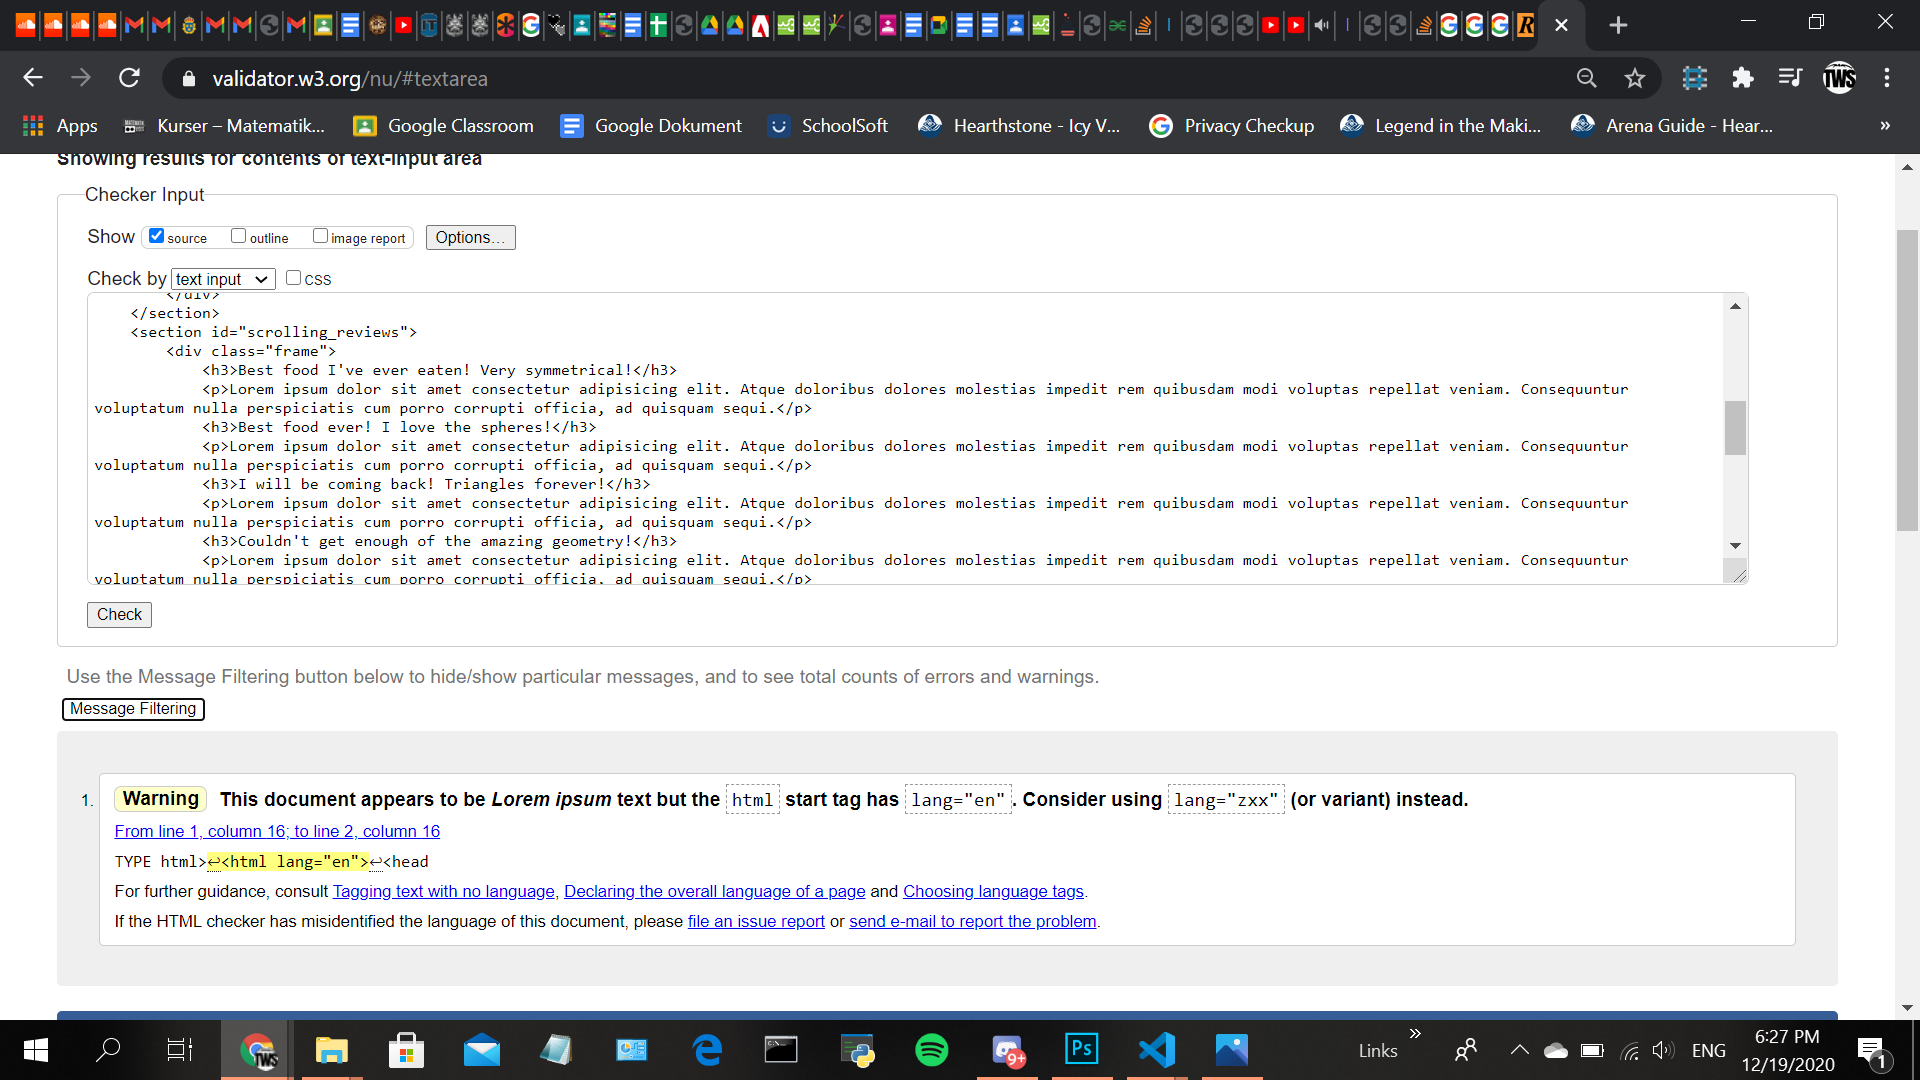 validator.w3.org/nu/#textarea
Apps
Kurser – Matematik...
Google Classroom
Google Dokument
SchoolSoft
Hearthstone - Icy V...
Privacy Checkup
Legend in the Maki...
Arena Guide - Hear...
»
Showing results for contents of text-input area
Checker Input
Show source outline image report Options...
Check by text input CSS
</div>
</section>
<section id="scrolling_reviews">
<div class="frame">
<h3>Best food I've ever eaten! Very symmetrical!</h3>
<p>Lorem ipsum dolor sit amet consectetur adipisicing elit. Atque doloribus dolores molestias impedit rem quibusdam modi voluptas repellat veniam. Consequuntur
voluptatum nulla perspiciatis cum porro corrupti officia, ad quisquam sequi.</p>
<h3>Best food ever! I love the spheres!</h3>
<p>Lorem ipsum dolor sit amet consectetur adipisicing elit. Atque doloribus dolores molestias impedit rem quibusdam modi voluptas repellat veniam. Consequuntur
voluptatum nulla perspiciatis cum porro corrupti officia, ad quisquam sequi.</p>
<h3>I will be coming back! Triangles forever!</h3>
<p>Lorem ipsum dolor sit amet consectetur adipisicing elit. Atque doloribus dolores molestias impedit rem quibusdam modi voluptas repellat veniam. Consequuntur
voluptatum nulla perspiciatis cum porro corrupti officia, ad quisquam sequi.</p>
<h3>Couldn't get enough of the amazing geometry!</h3>
<p>Lorem ipsum dolor sit amet consectetur adipisicing elit. Atque doloribus dolores molestias impedit rem quibusdam modi voluptas repellat veniam. Consequuntur
voluptatum nulla perspiciatis cum porro corrupti officia, ad quisquam sequi.</p>
Check
Use the Message Filtering button below to hide/show particular messages, and to see total counts of errors and warnings.
Message Filtering
1. Warning This document appears to be Lorem ipsum text but the html start tag has lang="en". Consider using lang="zxx" (or variant) instead.
From line 1, column 16; to line 2, column 16
TYPE html>↩<html lang="en">↩<head
For further guidance, consult Tagging text with no language, Declaring the overall language of a page and Choosing language tags.
If the HTML checker has misidentified the language of this document, please file an issue report or send e-mail to report the problem.
TWS
9+
Ps
Links
»
ENG
6:27 PM
12/19/2020
1